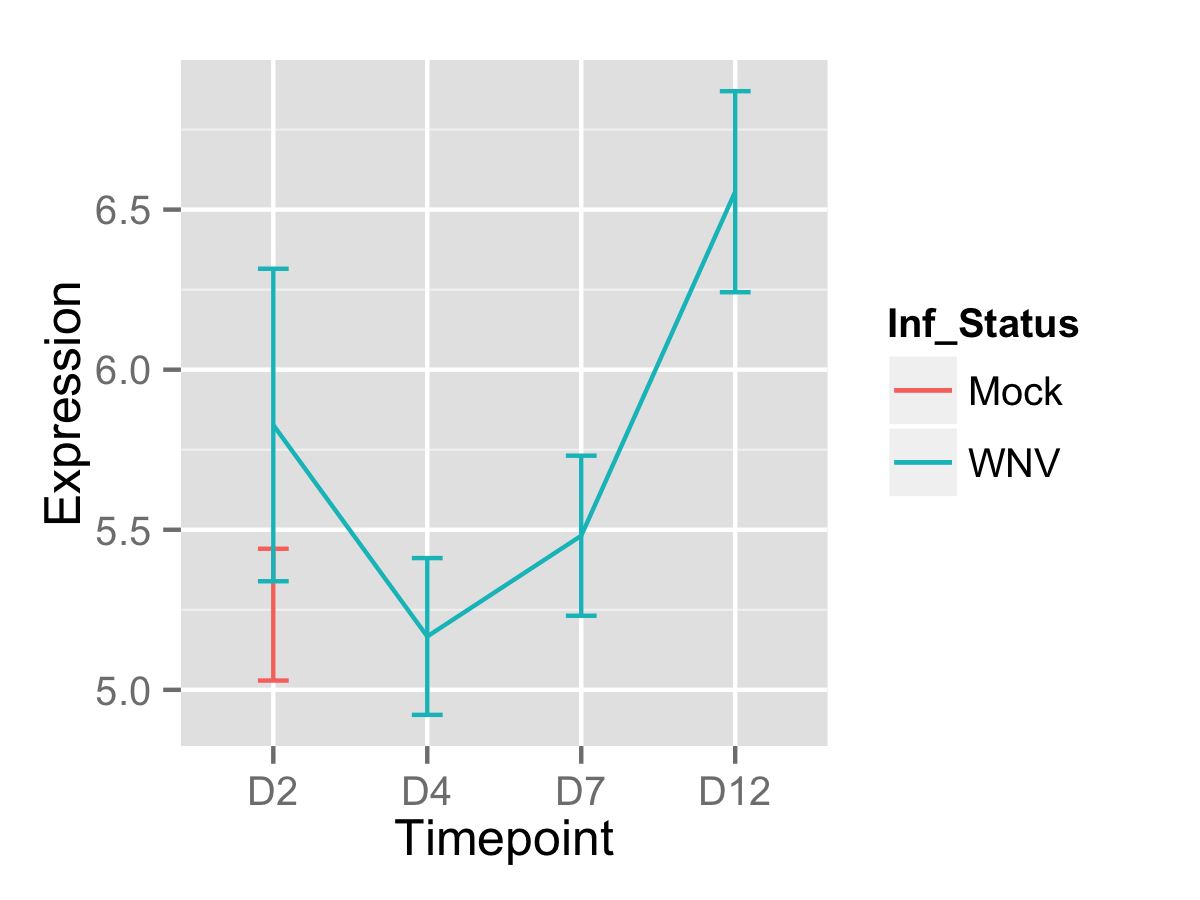 6.5
6.0
5.5
5.0
Expression
D2 D4 D7 D12
Timepoint
Inf_Status
Mock
WNV